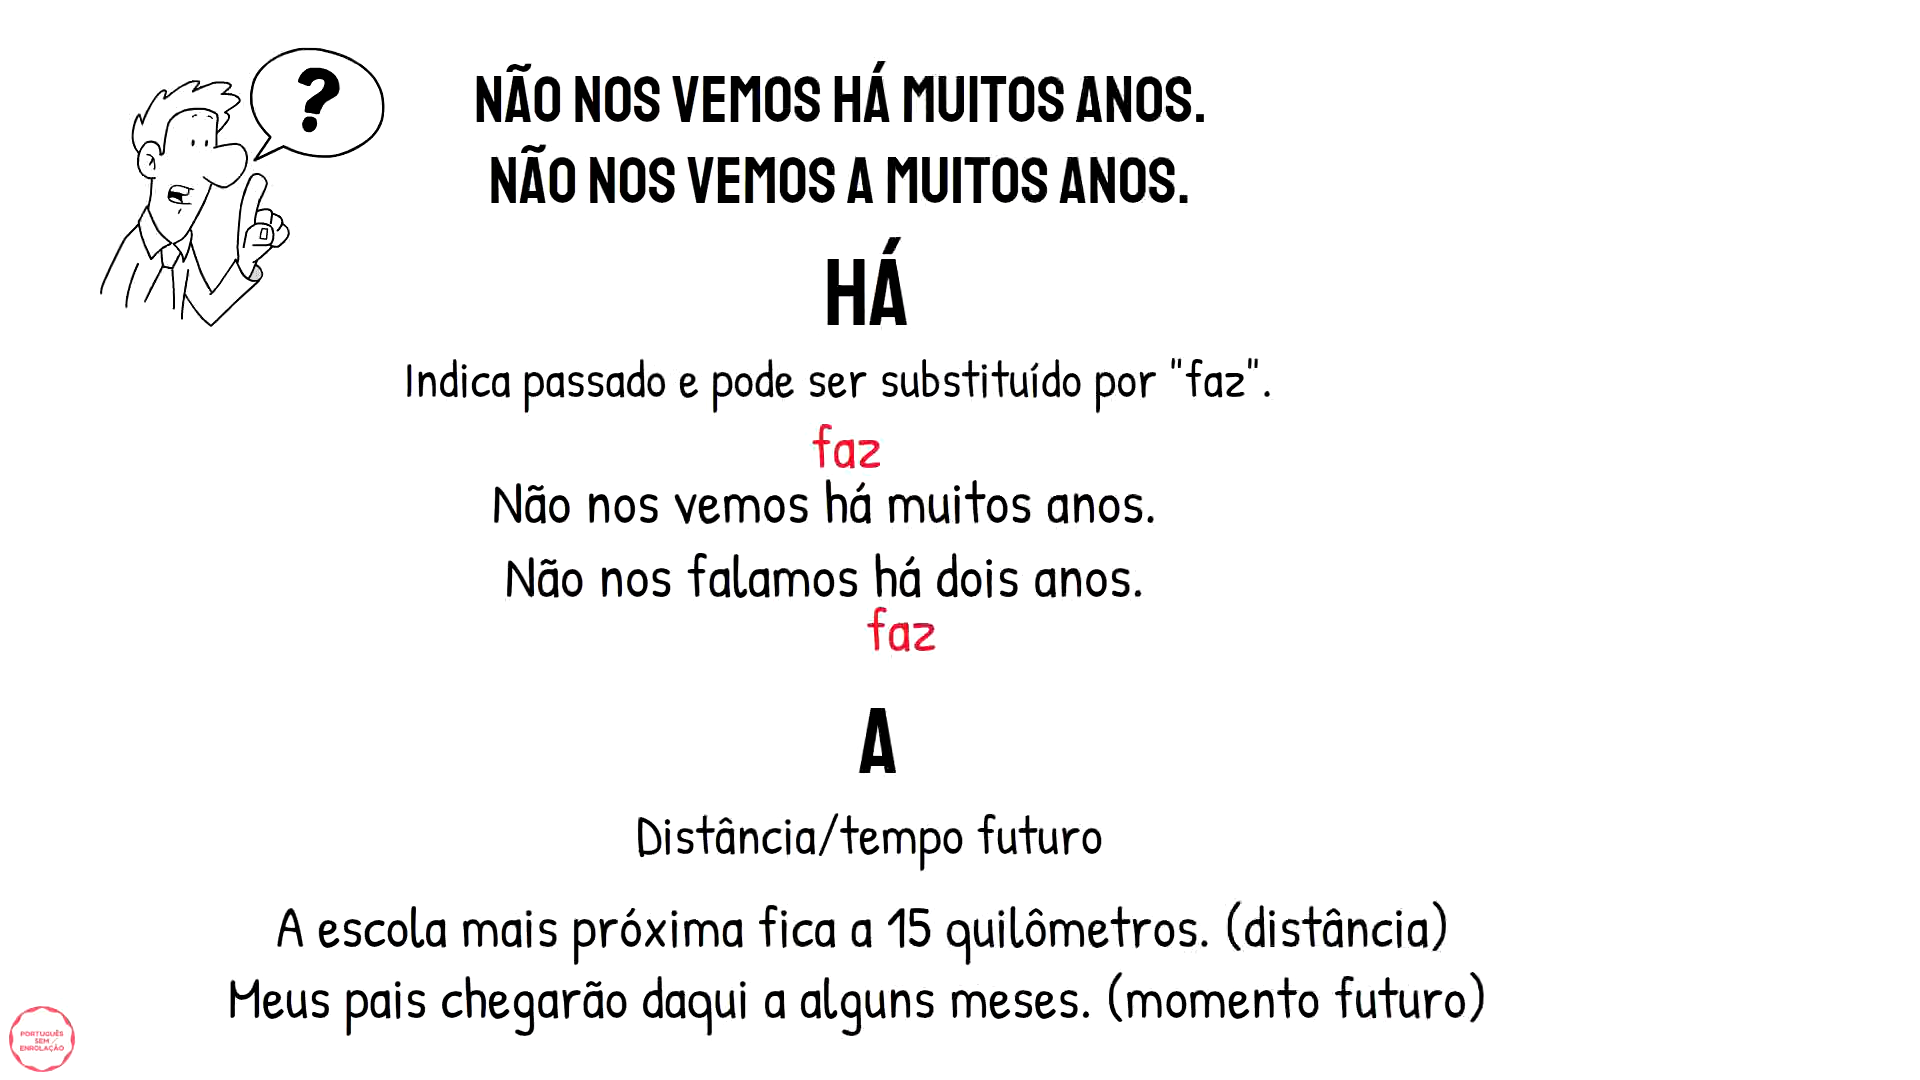 ?
NÃO NOS VEMOS HÁ MUITOS ANOS.
NÃO NOS VEMOS A MUITOS ANOS.
HÁ
Indica passado e pode ser substituído por "faz".
faz
Não nos vemos há muitos anos.
Não nos falamos há dois anos.
faz
A
Distância/tempo futuro
A escola mais próxima fica a 15 quilômetros. (distância)
Meus pais chegarão daqui a alguns meses. (momento futuro)
PORTUGUÊS
SEM
ENROLAÇÃO